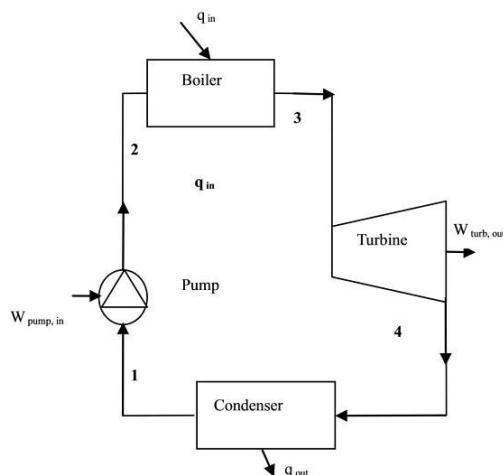 q in
Boiler
3
2
q in
Turbine
W turb, out
Pump
W pump, in
4
1
Condenser
q out